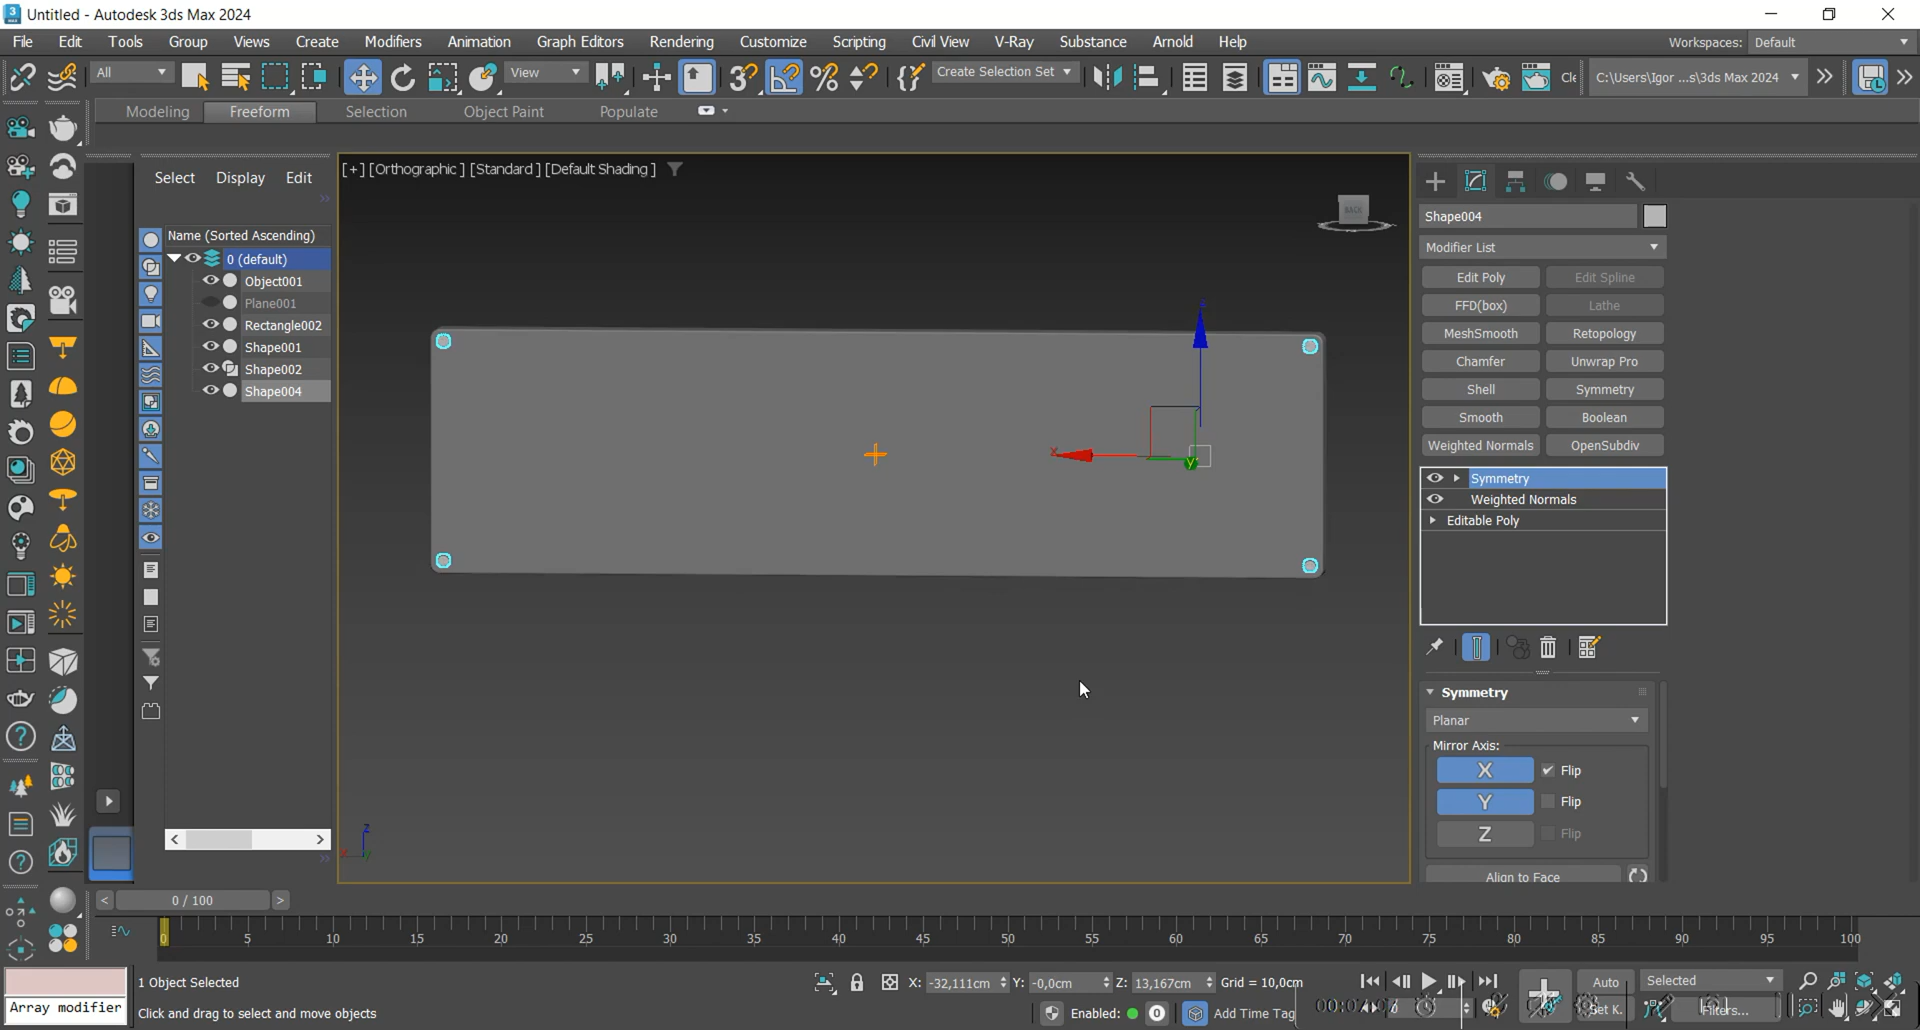 Untitled - Autodesk 3ds Max 2024
File Edit Tools Group Views Create Modifiers Animation Graph Editors Rendering Customize Scripting Civil View V-Ray Substance Arnold Help
Workspaces: Default
All
View
Create Selection Set
Cle
C:\Users\Igor ...s\3ds Max 2024
Modeling Freeform Selection Object Paint Populate
Select Display Edit
[+] [Orthographic ] [Standard ] [Default Shading ]
BACK
Name (Sorted Ascending)
0 (default)
Object001
Plane001
Rectangle002
Shape001
Shape002
Shape004
z
x
y
Shape004
Modifier List
Edit Poly Edit Spline
FFD(box) Lathe
MeshSmooth Retopology
Chamfer Unwrap Pro
Shell Symmetry
Smooth Boolean
Weighted Normals OpenSubdiv
Symmetry
Weighted Normals
Editable Poly
Symmetry
Planar
Mirror Axis:
X Flip
Y Flip
Z Flip
Align to Face
z
x
y
< 0 / 100 >
0 5 10 15 20 25 30 35 40 45 50 55 60 65 70 75 80 85 90 95 100
Array modifier
1 Object Selected
Click and drag to select and move objects
X: -32,111cm Y: -0,0cm Z: 13,167cm Grid = 10,0cm
Enabled: 0 Add Time Tag
Auto Selected
Set K. Filters...